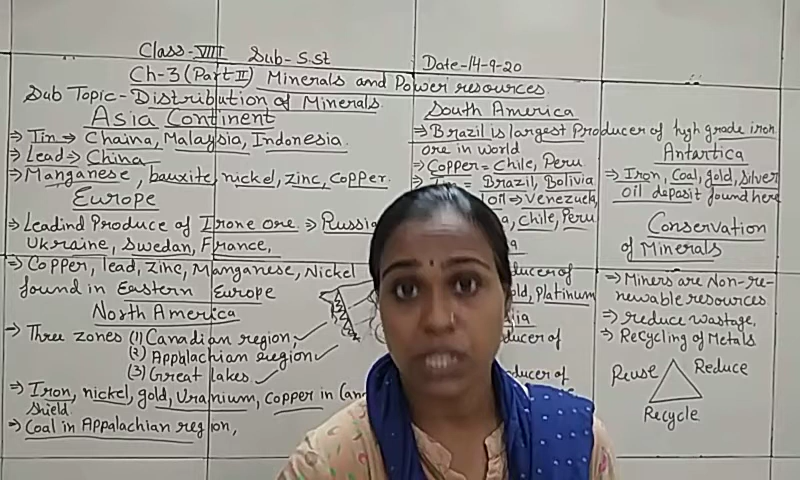 Class-VIII Sub-S.St Date-14-9-20
Ch-3 (Part II) Minerals and Power resources
Sub Topic- Distribution of Minerals
Asia Continent
⇒ Tin → Chaina, Malaysia, Indonesia.
⇒ Lead → China
⇒ Manganese, bauxite, nickel, zinc, copper.
Europe
⇒ Leadind Produce of Irone ore. ⇒ Russia
Ukraine, Swedan, France,
⇒ Copper, lead, zinc, Manganese, Nickel
found in Eastern Europe
North America
⇒ Three zones (1) Canadian region,
(2) Appalachian region
(3) Great lakes.
⇒ Iron, nickel, gold, Uranium, copper in
Shield.
⇒ Coal in Appalachian region,
South America
⇒ Brazil is largest Producer of high grade iron
ore in world
⇒ Copper = Chile, Peru
⇒ Tin = Brazil, Bolivia
Oil → Venezuela,
Chile, Peru
Platinum
Antartica
⇒ Iron, Coal, gold, Silver
oil deposit found here
Conservation
of Minerals
⇒ Miners are Non-re-
newable resources
⇒ reduce wastage,
⇒ Recycling of Metals
Reuse Reduce
Recycle